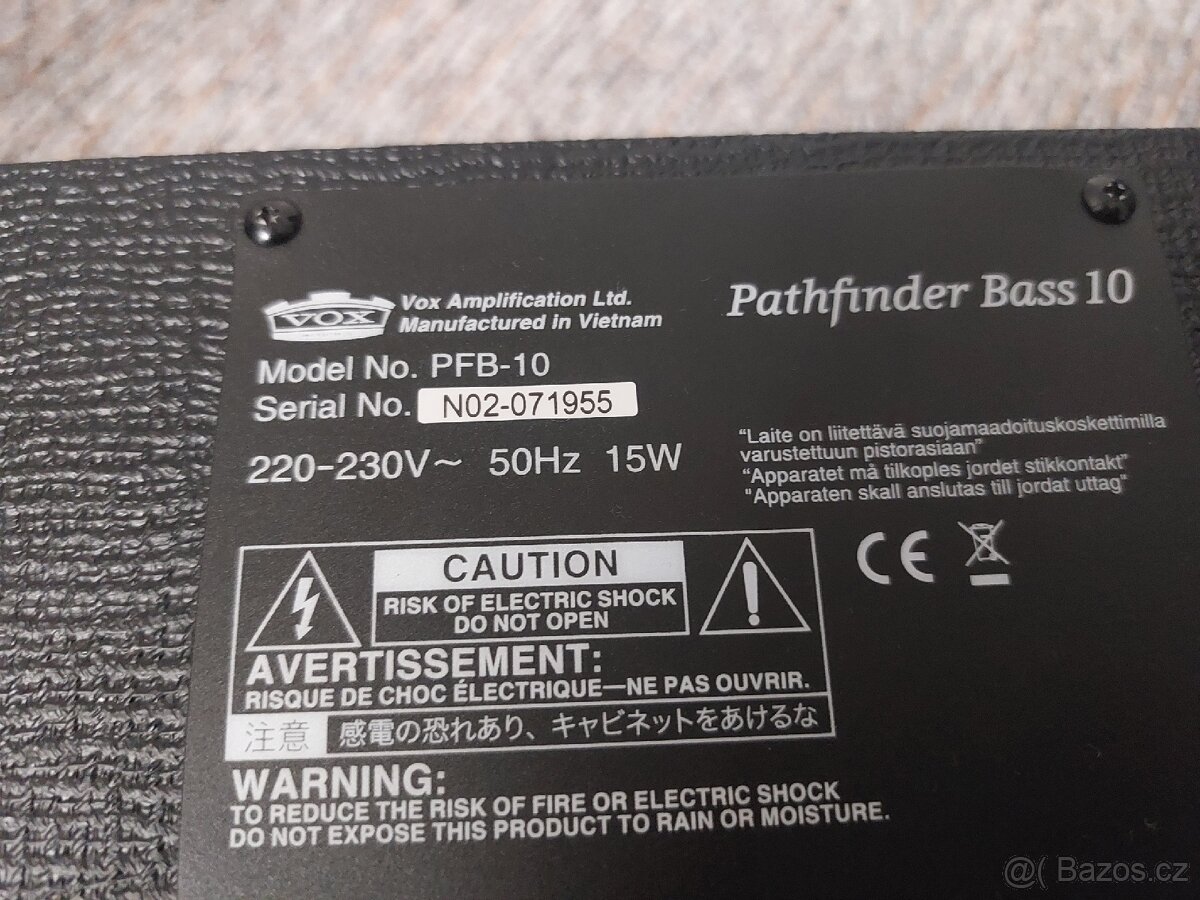 VOX
Vox Amplification Ltd.
Manufactured in Vietnam
Pathfinder Bass 10
Model No. PFB-10
Serial No. N02-071955
220-230V~ 50Hz 15W
"Laite on liitettävä suojamaadoituskoskettimilla
varustettuun pistorasiaan"
"Apparatet må tilkoples jordet stikkontakt"
"Apparaten skall anslutas till jordat uttag"
CE
CAUTION
RISK OF ELECTRIC SHOCK
DO NOT OPEN
AVERTISSEMENT:
RISQUE DE CHOC ÉLECTRIQUE—NE PAS OUVRIR.
注意 感電の恐れあり、キャビネットをあけるな
WARNING:
TO REDUCE THE RISK OF FIRE OR ELECTRIC SHOCK
DO NOT EXPOSE THIS PRODUCT TO RAIN OR MOISTURE.
@( Bazos.cz